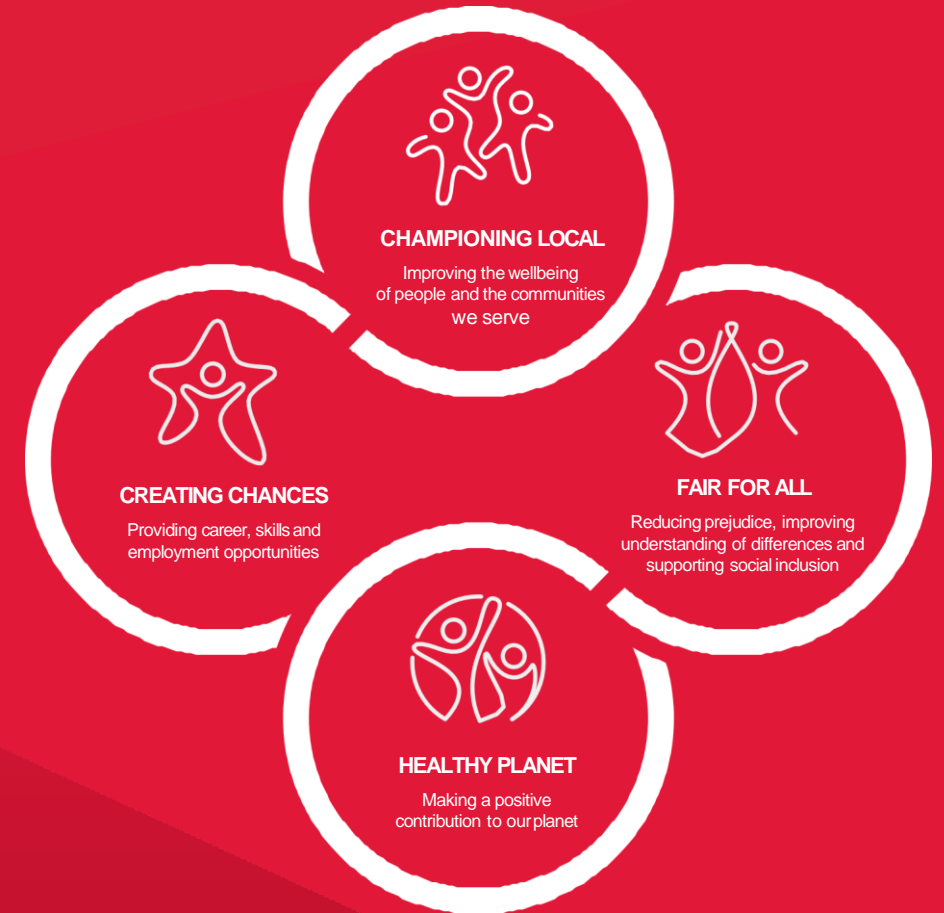 CHAMPIONING LOCAL
Improving the wellbeing
of people and the communities
we serve
CREATING CHANCES
Providing career, skills and
employment opportunities
FAIR FOR ALL
Reducing prejudice, improving
understanding of differences and
supporting social inclusion
HEALTHY PLANET
Making a positive
contribution to our planet